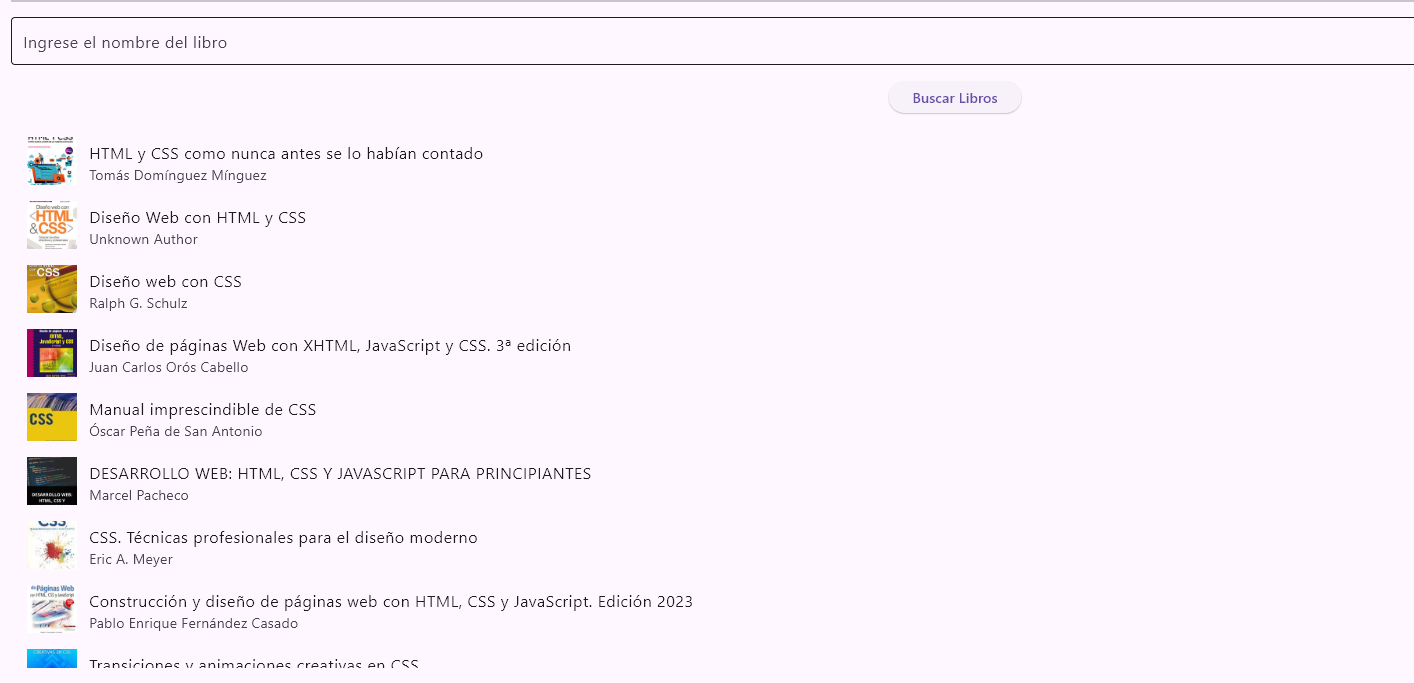 Ingrese el nombre del libro
Buscar Libros
HTML y CSS como nunca antes se lo habían contado
Tomás Domínguez Mínguez
Diseño web con
<HTML
&CSS>
Diseño Web con HTML y CSS
Unknown Author
CSS
Diseño web con CSS
Ralph G. Schulz
Diseño de páginas Web con XHTML, JavaScript y CSS. 3ª edición
Juan Carlos Orós Cabello
CSS
Manual imprescindible de CSS
Óscar Peña de San Antonio
DESARROLLO WEB:
HTML, CSS Y
DESARROLLO WEB: HTML, CSS Y JAVASCRIPT PARA PRINCIPIANTES
Marcel Pacheco
CSS,
CSS. Técnicas profesionales para el diseño moderno
Eric A. Meyer
de Páginas Web
con HTML, CSS y JavaScript
Construcción y diseño de páginas web con HTML, CSS y JavaScript. Edición 2023
Pablo Enrique Fernández Casado
CREATIVAS EN CSS
Transiciones y animaciones creativas en CSS